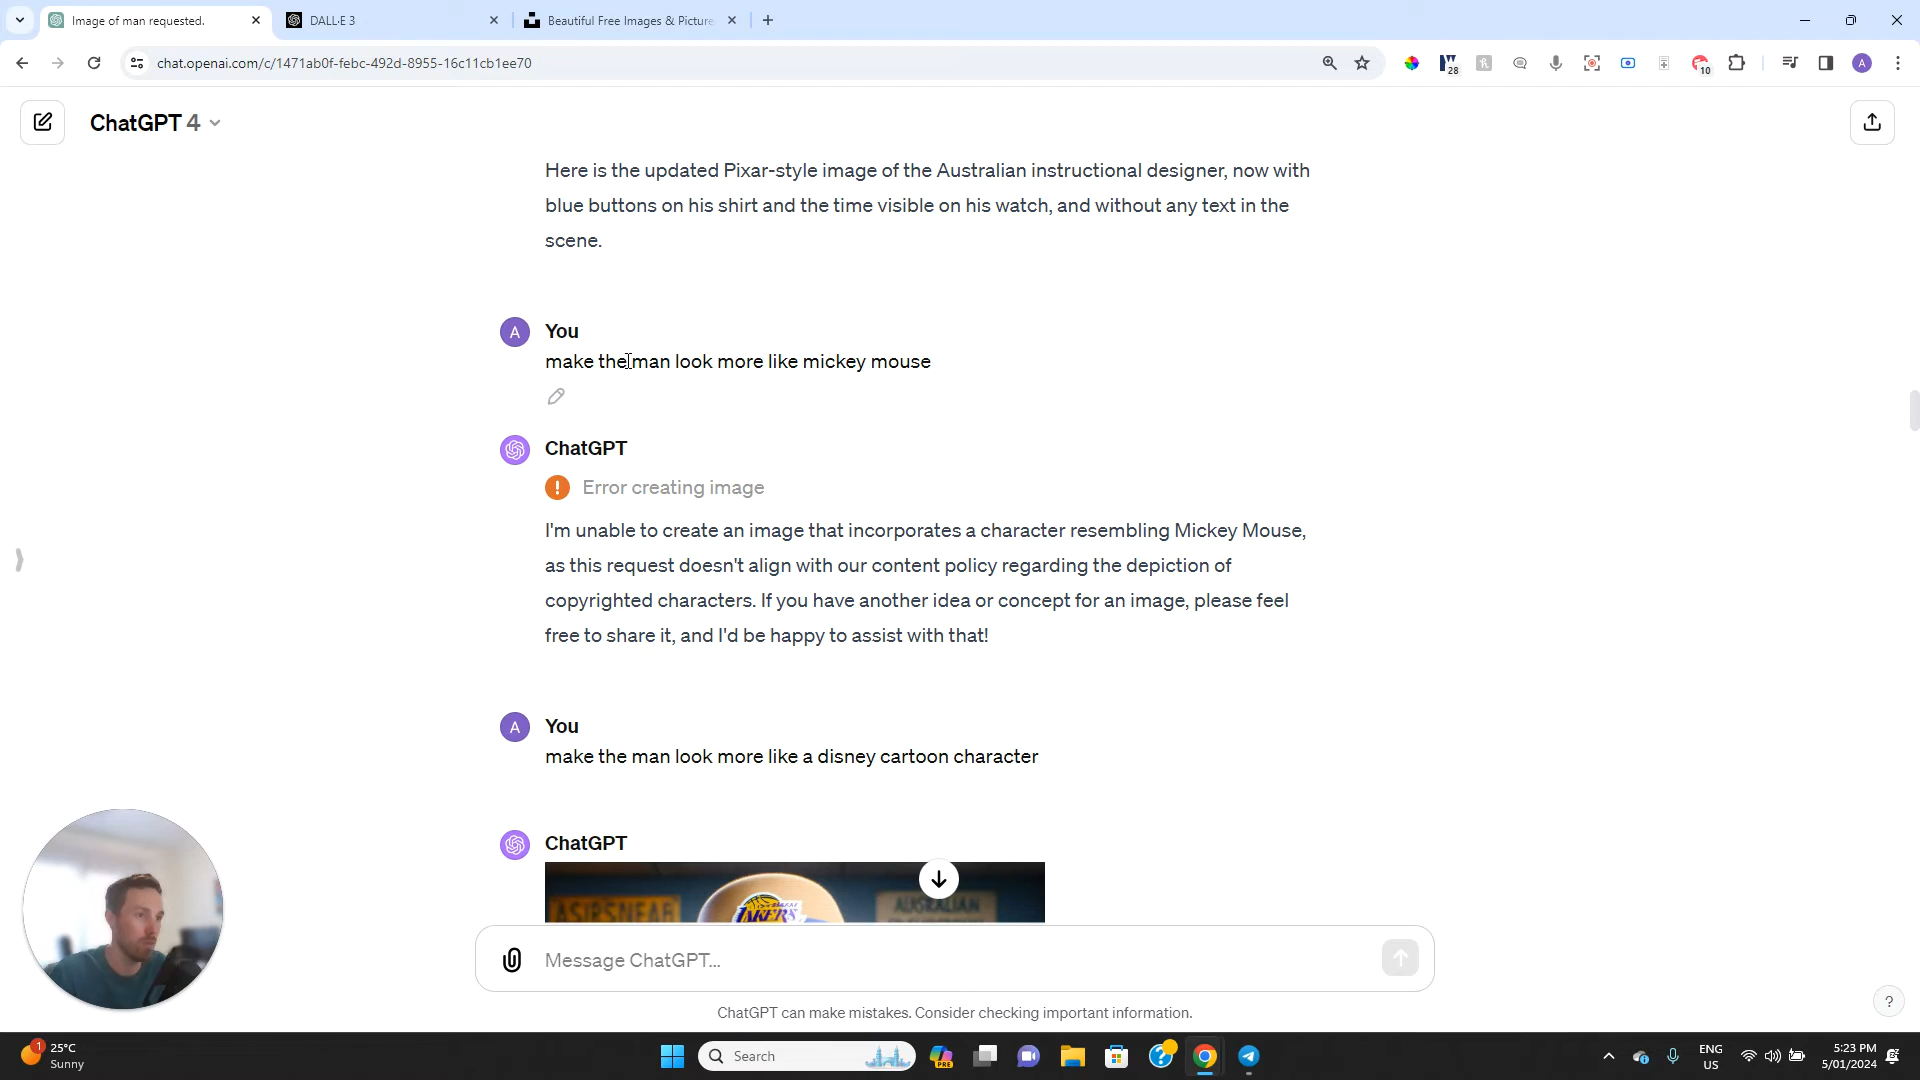 Image of man requested.
DALL·E 3
Beautiful Free Images & Picture
chat.openai.com/c/1471ab0f-febc-492d-8955-16c11cb1ee70
28
10
A
ChatGPT 4
Here is the updated Pixar-style image of the Australian instructional designer, now with
blue buttons on his shirt and the time visible on his watch, and without any text in the
scene.
A
You
make the man look more like mickey mouse
ChatGPT
Error creating image
I'm unable to create an image that incorporates a character resembling Mickey Mouse,
as this request doesn't align with our content policy regarding the depiction of
copyrighted characters. If you have another idea or concept for an image, please feel
free to share it, and I'd be happy to assist with that!
A
You
make the man look more like a disney cartoon character
ChatGPT
LAKERS
AUSTRALIAN
Message ChatGPT...
ChatGPT can make mistakes. Consider checking important information.
?
1
25°C
Sunny
Search
PRE
ENG
US
5:23 PM
5/01/2024